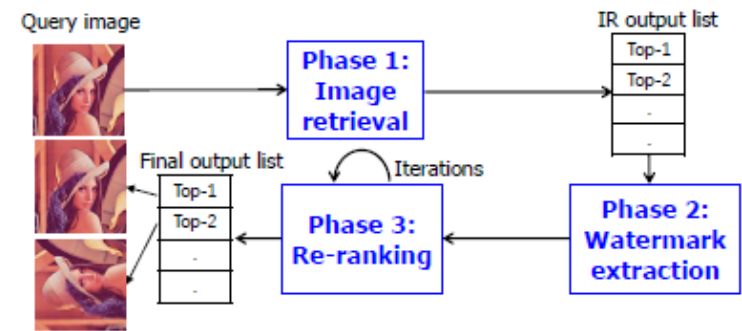 Query image
IR output list
Phase 1:
Image
retrieval
Top-1
Top-2
.
.
Final output list
Iterations
Top-1
Top-2
.
.
Phase 3:
Re-ranking
Phase 2:
Watermark
extraction